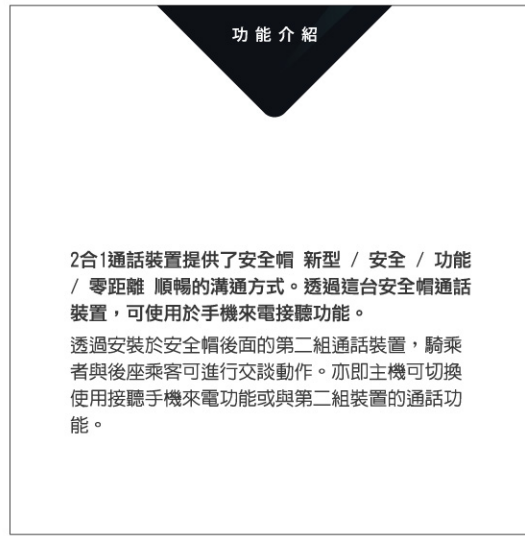 功能介紹
2合1通話裝置提供了安全帽 新型 / 安全 / 功能
/ 零距離 順暢的溝通方式。透過這台安全帽通話
裝置，可使用於手機來電接聽功能。
透過安裝於安全帽後面的第二組通話裝置，騎乘
者與後座乘客可進行交談動作。亦即主機可切換
使用接聽手機來電功能或與第二組裝置的通話功
能。